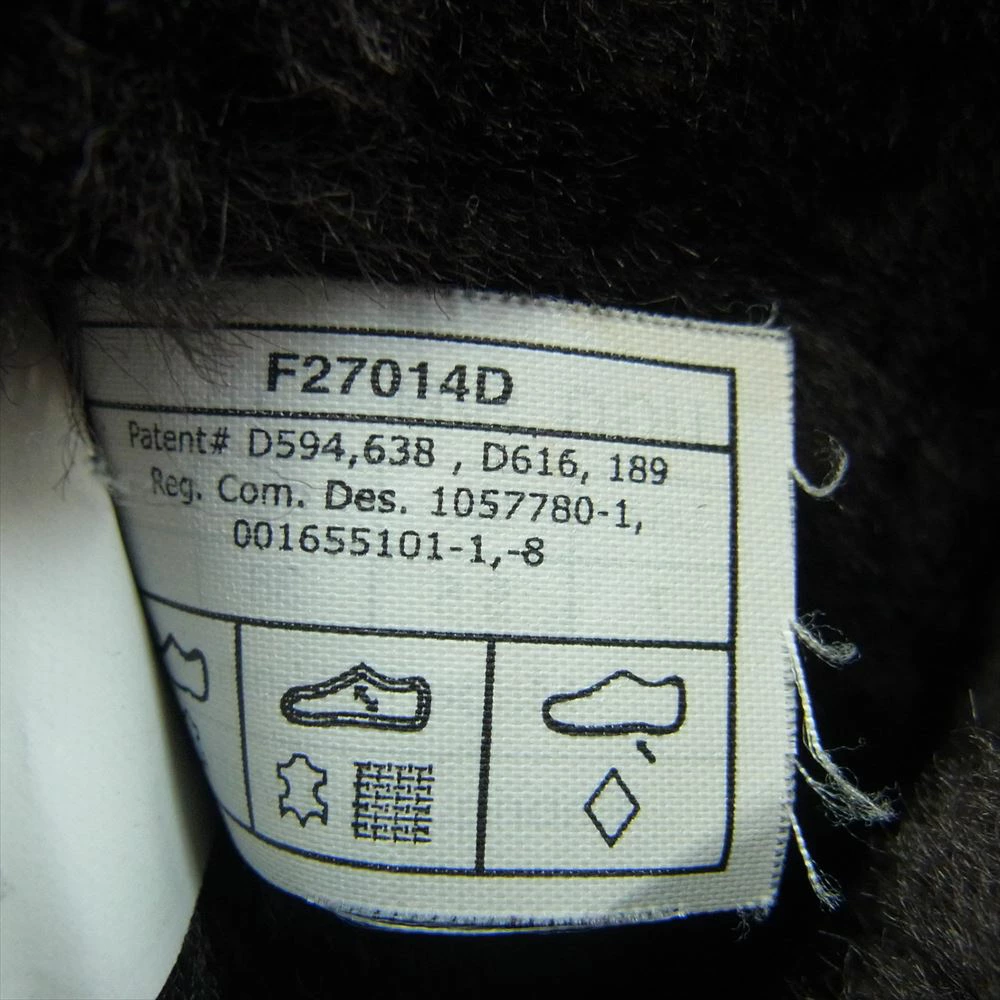 F27014D
Patent# D594,638 , D616, 189
Reg. Com. Des. 1057780-1,
001655101-1,-8